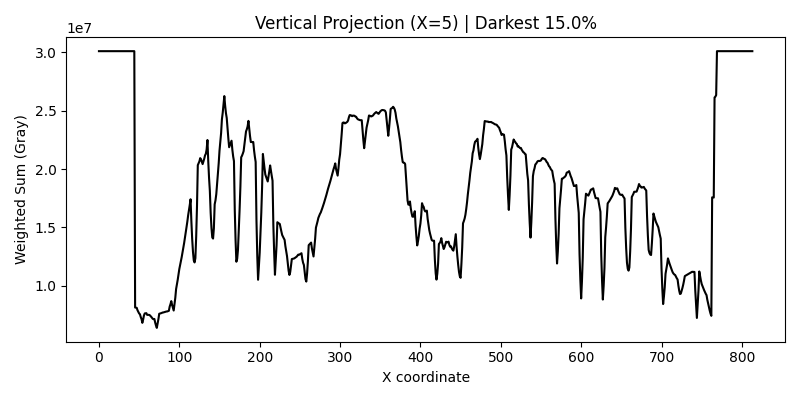 Vertical Projection (X=5) | Darkest 15.0%
1e7
3.0
2.5
2.0
1.5
1.0
Weighted Sum (Gray)
0 100 200 300 400 500 600 700 800
X coordinate